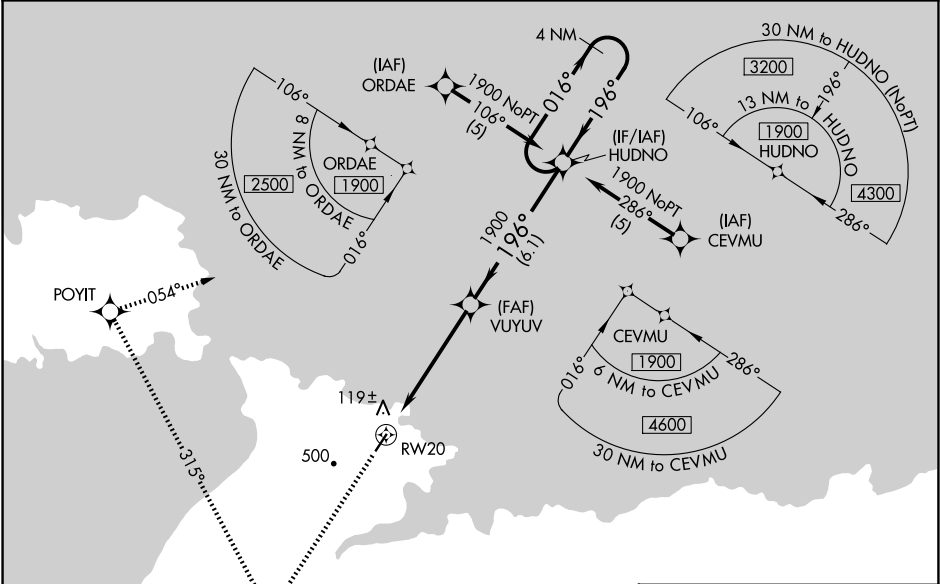 4 NM
(IAF)
ORDAE
1900 NoPT
106°
(5)
016°
196°
(IF/IAF)
HUDNO
1900 NoPT
286°
(5)
(IAF)
CEVMU
1900
196°
(6.1)
(FAF)
VUYUV
106°
8 NM to ORDAE
ORDAE
1900
2500
30 NM to ORDAE
016°
30 NM to HUDNO (NoPT)
3200
196°
13 NM to HUDNO
106°
1900
HUDNO
4300
286°
POYIT
054°
315°
119±
RW20
500
CEVMU
1900
016°
286°
6 NM to CEVMU
4600
30 NM to CEVMU